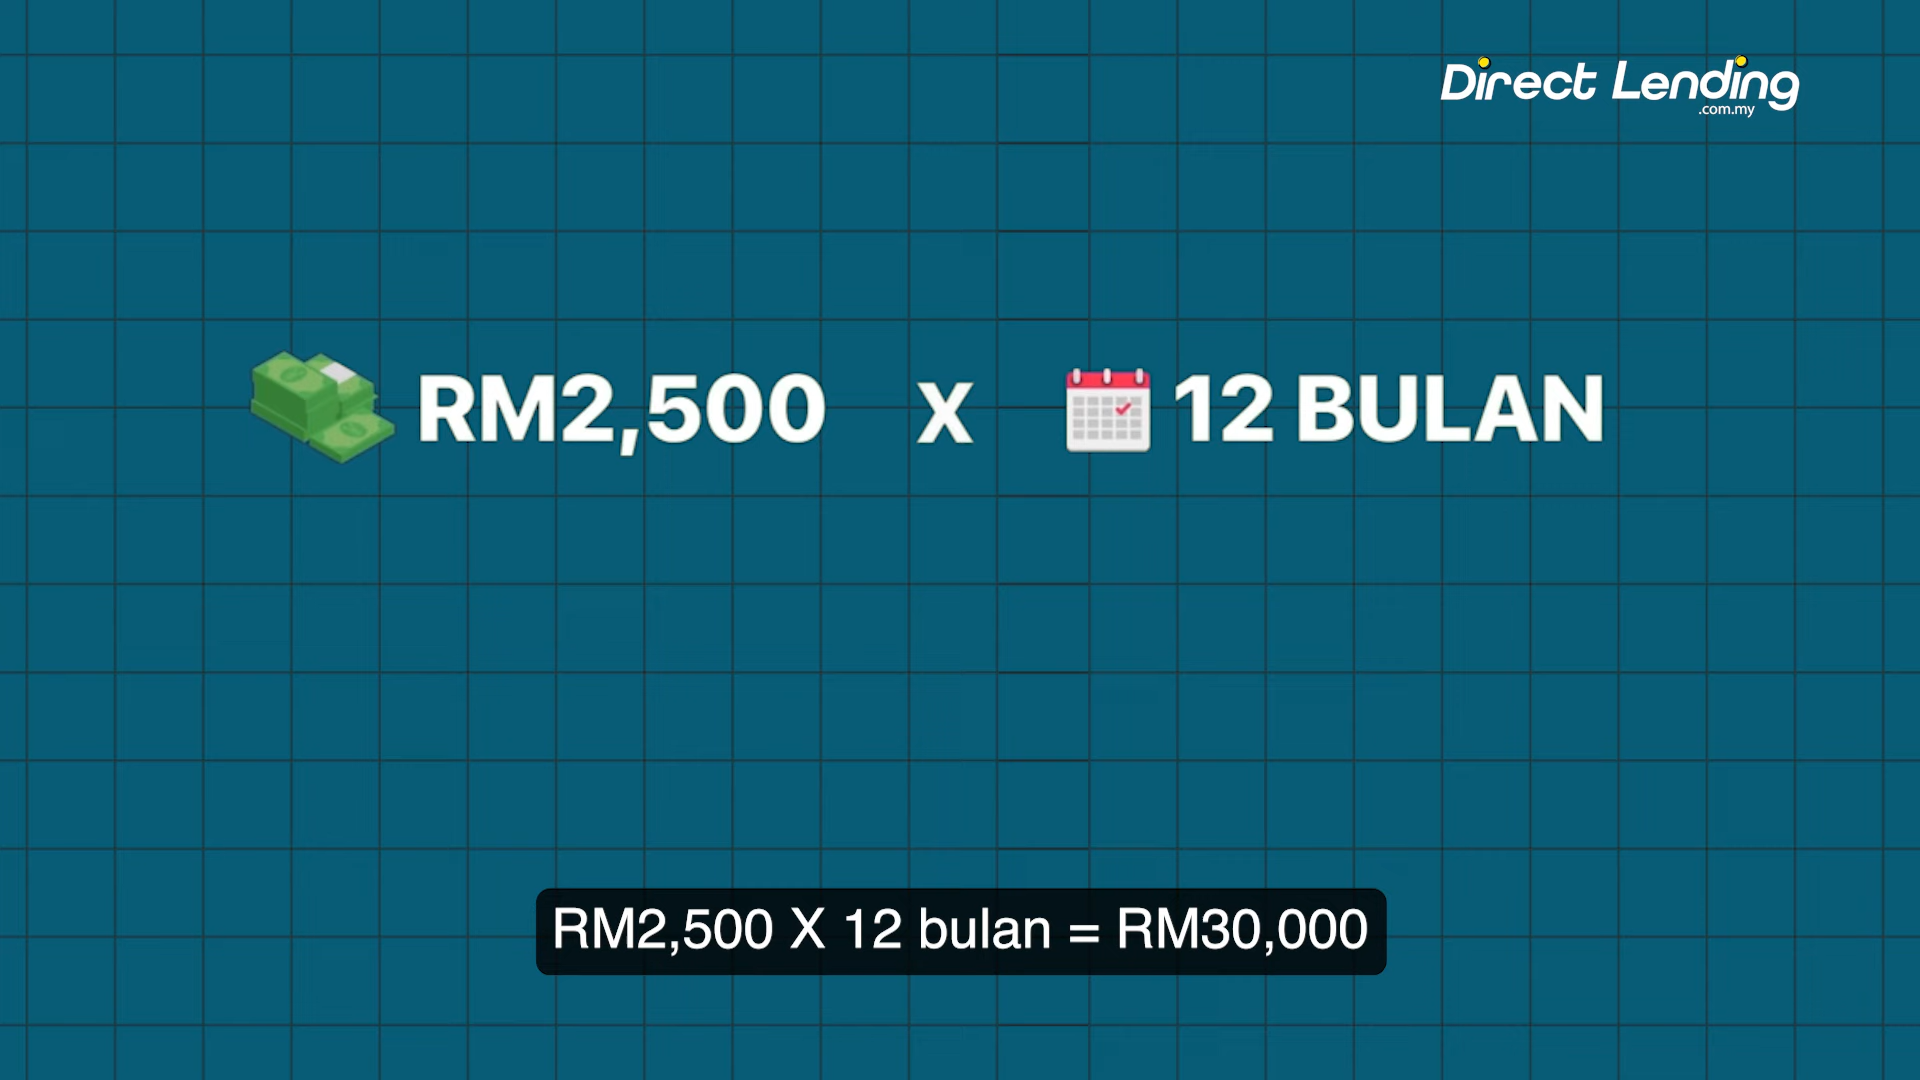 Direct Lending
.com.my
RM2,500 X 12 BULAN
RM2,500 X 12 bulan = RM30,000